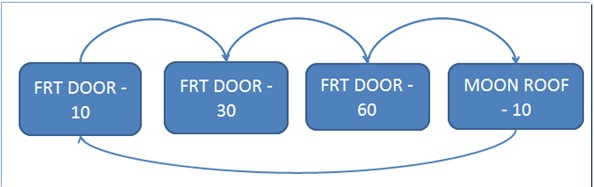 FRT DOOR -
10
FRT DOOR -
30
FRT DOOR -
60
MOON ROOF
- 10